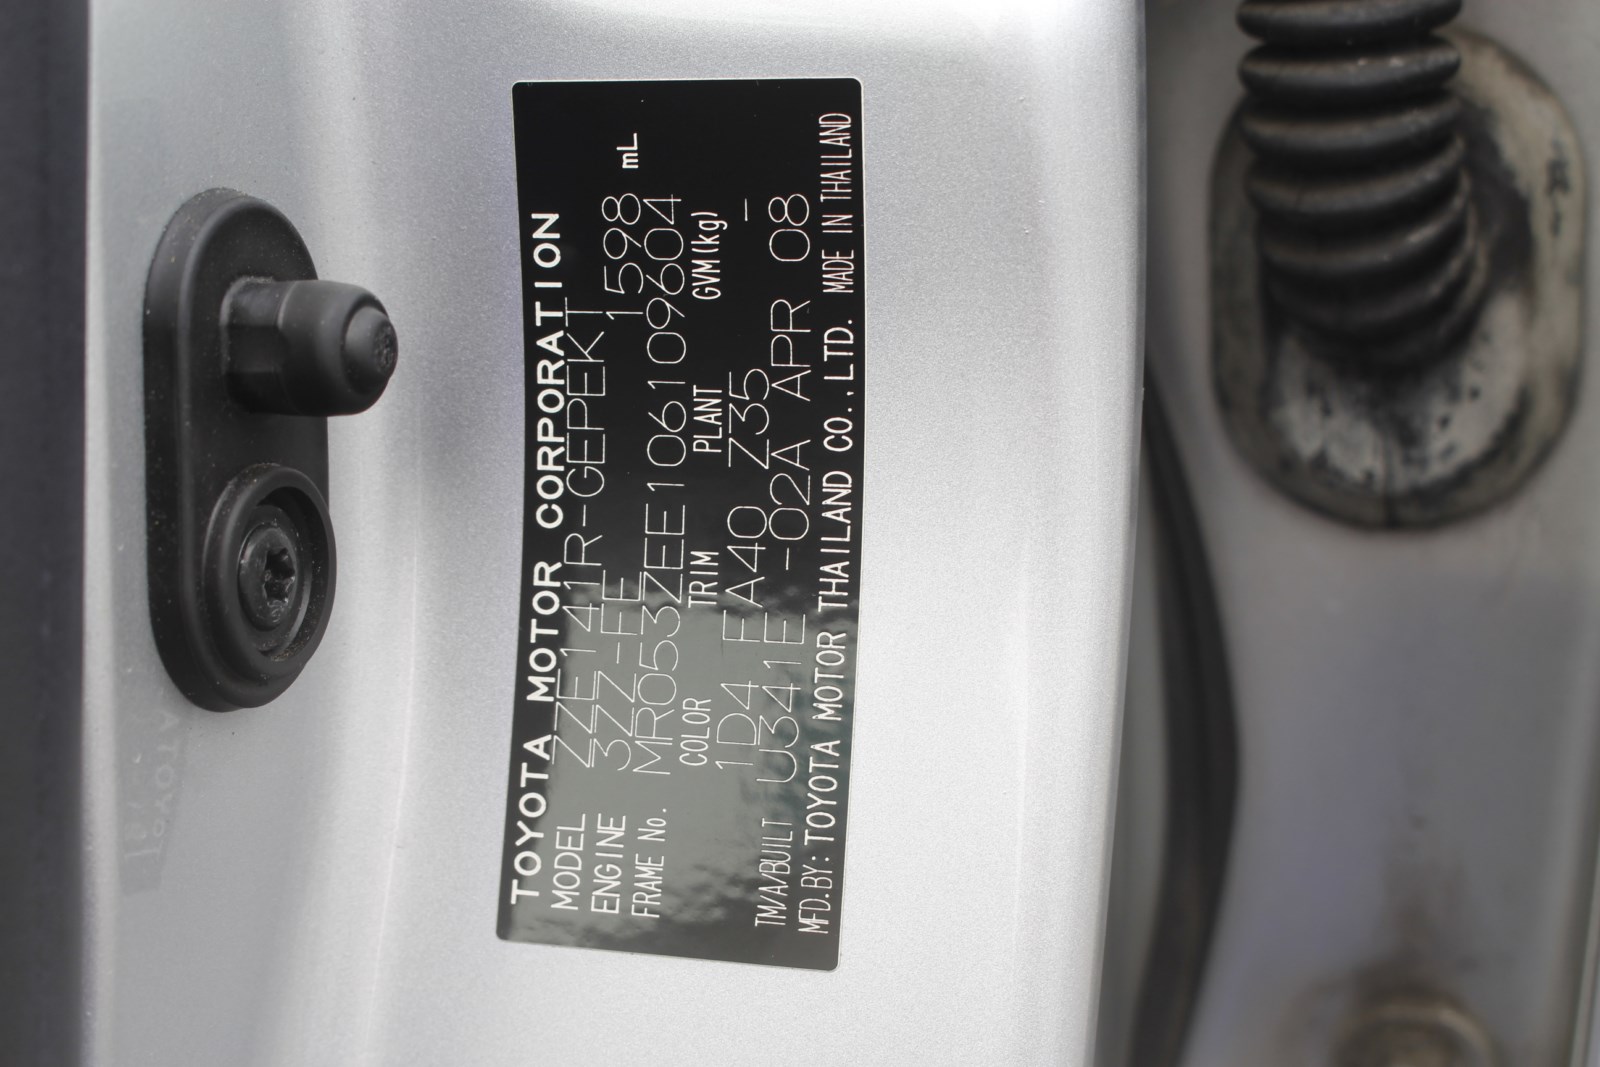 TOYOTA MOTOR CORPORATION
MODEL ZZE141R-GEPEKT
ENGINE 3ZZ-FE 1598 mL
FRAME No. MR053ZEE106109604
COLOR TRIM PLANT GVM(kg)
1D4 FA40 Z35 -
TM/A/BUILT U341E -02A APR 08
MFD.BY: TOYOTA MOTOR THAILAND CO.,LTD. MADE IN THAILAND